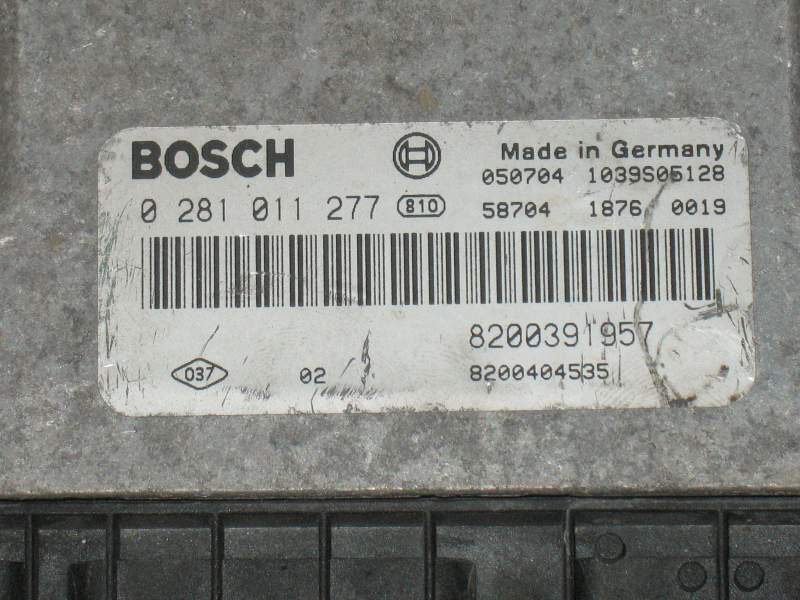 BOSCH Made in Germany
050704 1039S05128
0 281 011 277 810 58704 1876 0019
8200391957
037 02 8200404535